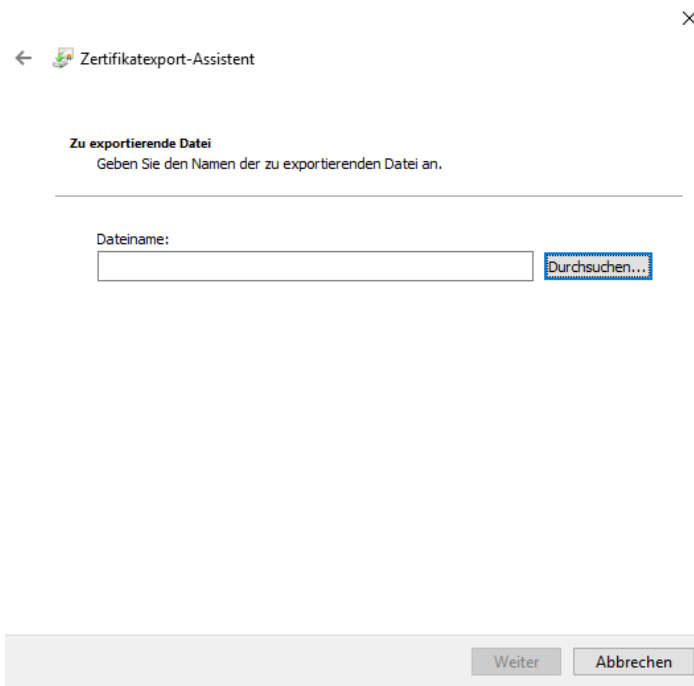 Zertifikatexport-Assistent
Zu exportierende Datei
Geben Sie den Namen der zu exportierenden Datei an.
Dateiname:
Durchsuchen...
Weiter
Abbrechen